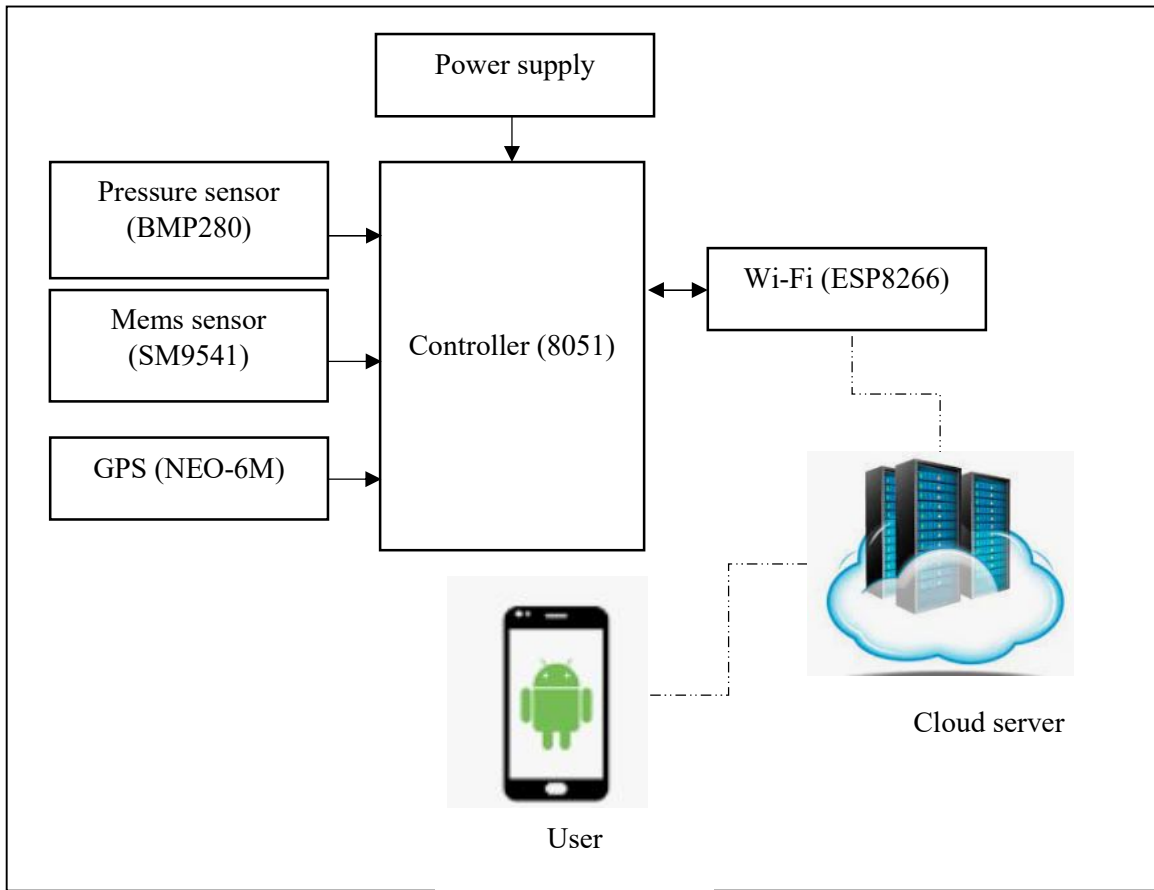 Power supply
Pressure sensor
(BMP280)
Mems sensor
(SM9541)
GPS (NEO-6M)
Controller (8051)
Wi-Fi (ESP8266)
Cloud server
User